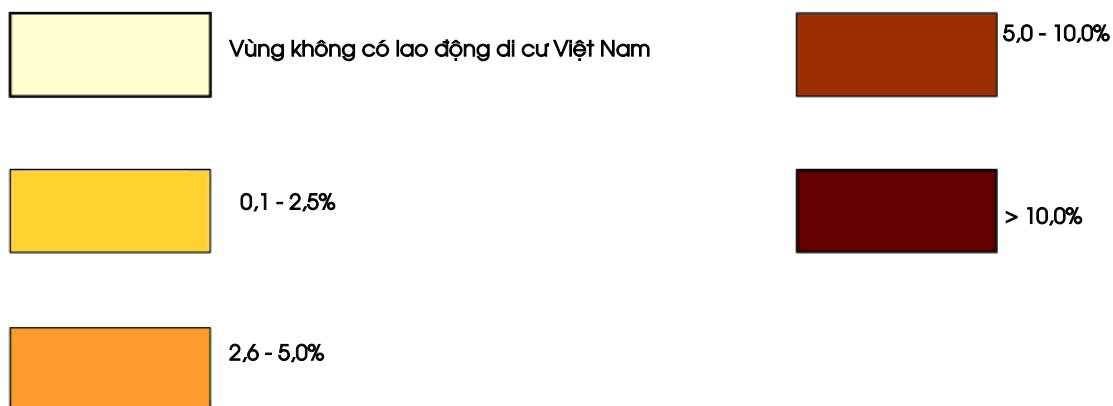 Vùng không có lao động di cư Việt Nam
0,1 - 2,5%
2,6 - 5,0%
5,0 - 10,0%
> 10,0%